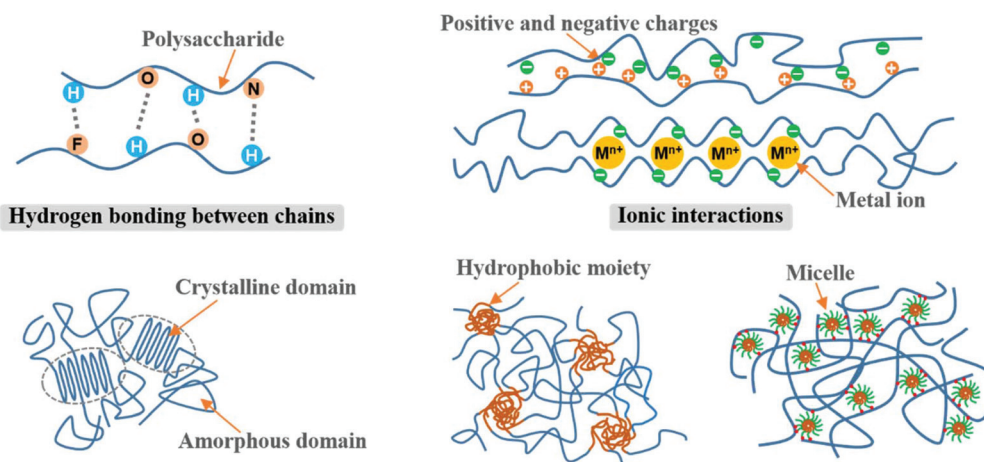 Polysaccharide
H O H N
F H O H
Hydrogen bonding between chains
Positive and negative charges
− − − − − − − −
+ + + + + + +
− − − −
Mn+ Mn+ Mn+ Mn+
− − − −
Metal ion
Ionic interactions
Crystalline domain
Amorphous domain
Hydrophobic moiety
Micelle